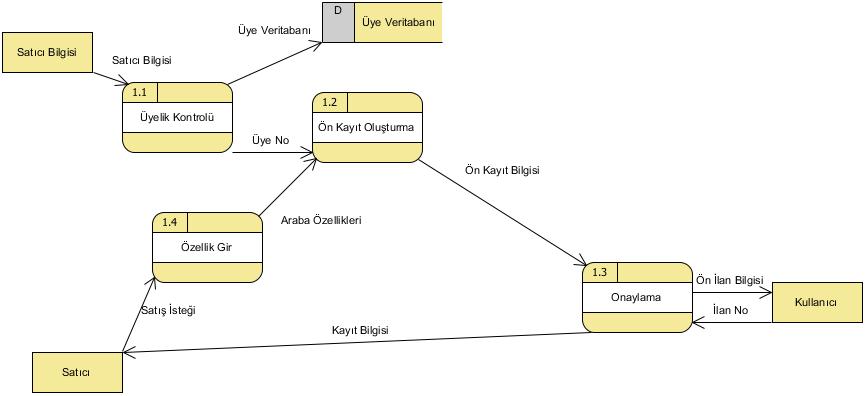 D
Üye Veritabanı
Üye Veritabanı
Satıcı Bilgisi
Satıcı Bilgisi
1.1
Üyelik Kontrolü
1.2
Ön Kayıt Oluşturma
Üye No
Ön Kayıt Bilgisi
1.4
Özellik Gir
Araba Özellikleri
1.3
Onaylama
Ön İlan Bilgisi
Kullanıcı
İlan No
Satış İsteği
Kayıt Bilgisi
Satıcı